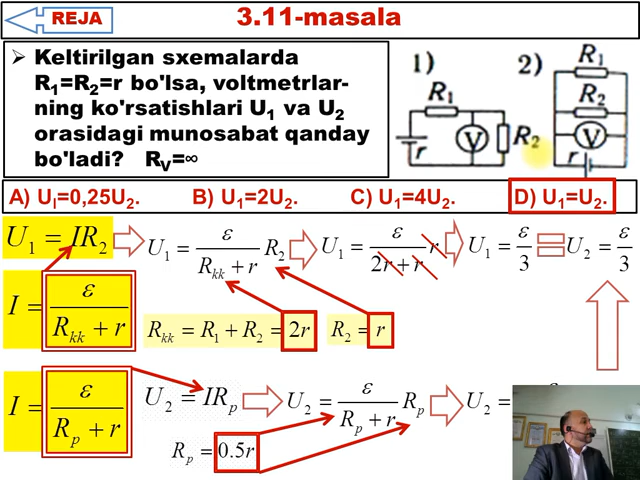 REJA
3.11-masala
➢ Keltirilgan sxemalarda
R₁=R₂=r bo'lsa, voltmetrlar-
ning ko'rsatishlari U₁ va U₂
orasidagi munosabat qanday
bo'ladi? R_V=∞
1)
R₁
V
R₂
r
2)
R₁
R₂
V
r
A) U_I=0,25U₂. B) U₁=2U₂. C) U₁=4U₂. D) U₁=U₂.
U₁ = IR₂
U₁ = ε / (R_kk + r) R₂
U₁ = ε / (2r + r) r
U₁ = ε / 3
U₂ = ε / 3
I = ε / (R_kk + r)
R_kk = R₁ + R₂ = 2r
R₂ = r
I = ε / (R_p + r)
U₂ = IR_p
U₂ = ε / (R_p + r) R_p
U₂ =
R_p = 0.5r